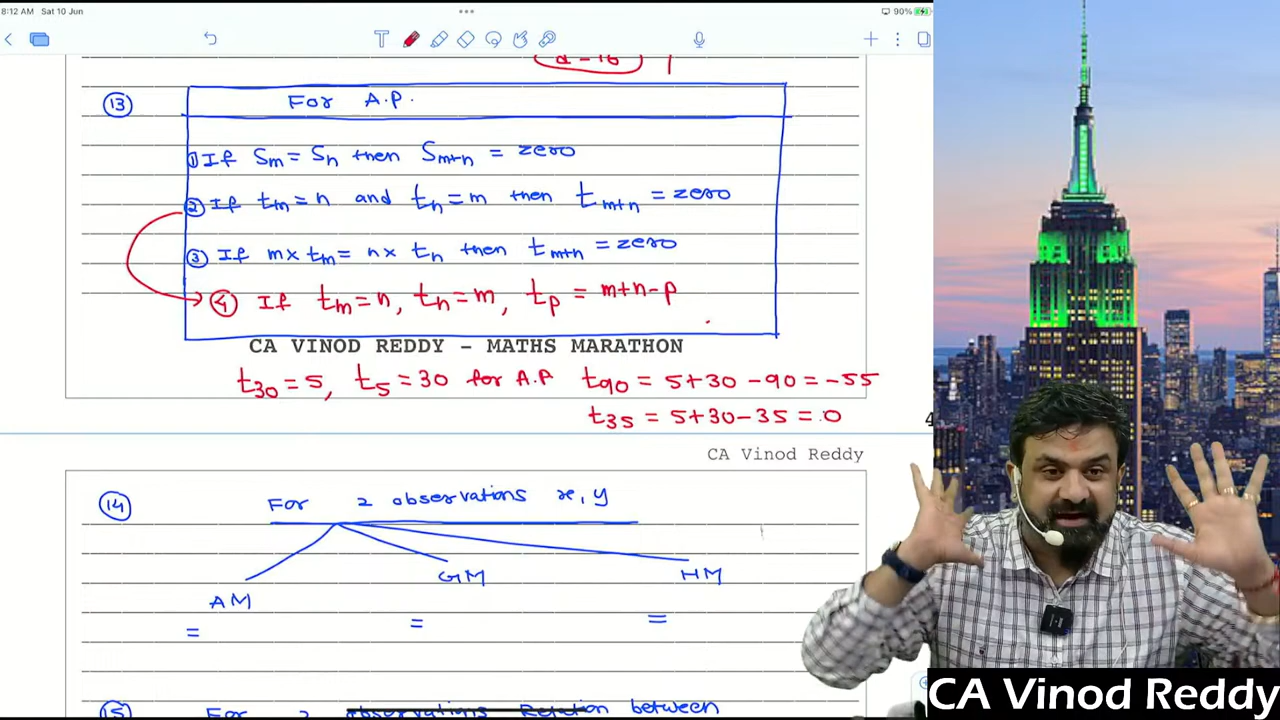 8:12 AM Sat 10 Jun
90%
T
⑬ For A.P.
① If Sm = Sn then Sm+n = zero
② If tm = n and tn = m then tm+n = zero
③ If m× tm = n× tn then tm+n = zero
④ If tm = n, tn = m, tp = m+n-p
CA VINOD REDDY - MATHS MARATHON
t30 = 5, t5 = 30 for A.P t90 = 5+30-90 = -55
t35 = 5+30-35 = 0
4
CA Vinod Reddy
⑭ For 2 observations x, y
AM GM HM
= = =
⑮ For 2 observations Relation between
CA Vinod Reddy